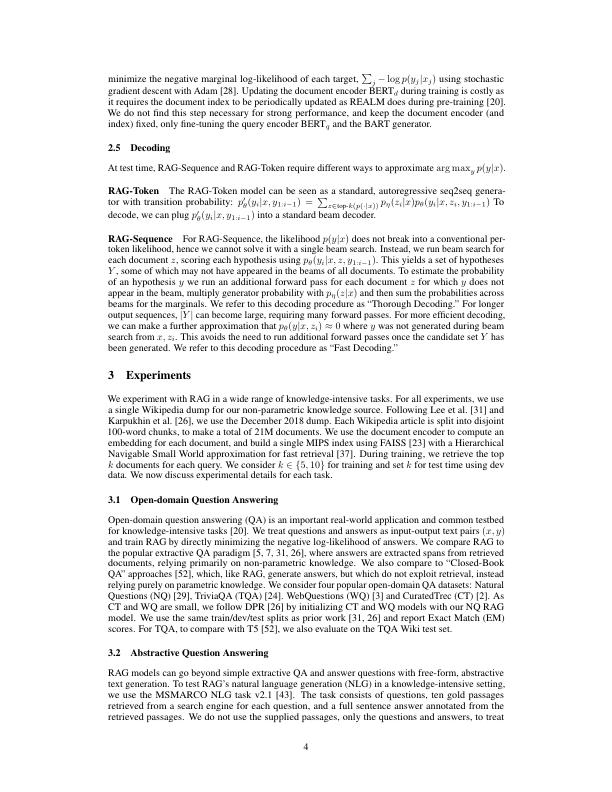 minimize the negative marginal log-likelihood of each target, ∑_j − log p(y_j|x_j) using stochastic
gradient descent with Adam [28]. Updating the document encoder BERT_d during training is costly as
it requires the document index to be periodically updated as REALM does during pre-training [20].
We do not find this step necessary for strong performance, and keep the document encoder (and
index) fixed, only fine-tuning the query encoder BERT_q and the BART generator.
2.5 Decoding
At test time, RAG-Sequence and RAG-Token require different ways to approximate arg max_y p(y|x).
RAG-Token The RAG-Token model can be seen as a standard, autoregressive seq2seq genera-
tor with transition probability: p′_θ(y_i|x, y_{1:i−1}) = ∑_{z∈top-k(p(·|x))} p_η(z_i|x)p_θ(y_i|x, z_i, y_{1:i−1}) To
decode, we can plug p′_θ(y_i|x, y_{1:i−1}) into a standard beam decoder.
RAG-Sequence For RAG-Sequence, the likelihood p(y|x) does not break into a conventional per-
token likelihood, hence we cannot solve it with a single beam search. Instead, we run beam search for
each document z, scoring each hypothesis using p_θ(y_i|x, z, y_{1:i−1}). This yields a set of hypotheses
Y, some of which may not have appeared in the beams of all documents. To estimate the probability
of an hypothesis y we run an additional forward pass for each document z for which y does not
appear in the beam, multiply generator probability with p_η(z|x) and then sum the probabilities across
beams for the marginals. We refer to this decoding procedure as “Thorough Decoding.” For longer
output sequences, |Y| can become large, requiring many forward passes. For more efficient decoding,
we can make a further approximation that p_θ(y|x, z_i) ≈ 0 where y was not generated during beam
search from x, z_i. This avoids the need to run additional forward passes once the candidate set Y has
been generated. We refer to this decoding procedure as “Fast Decoding.”
3 Experiments
We experiment with RAG in a wide range of knowledge-intensive tasks. For all experiments, we use
a single Wikipedia dump for our non-parametric knowledge source. Following Lee et al. [31] and
Karpukhin et al. [26], we use the December 2018 dump. Each Wikipedia article is split into disjoint
100-word chunks, to make a total of 21M documents. We use the document encoder to compute an
embedding for each document, and build a single MIPS index using FAISS [23] with a Hierarchical
Navigable Small World approximation for fast retrieval [37]. During training, we retrieve the top
k documents for each query. We consider k ∈ {5, 10} for training and set k for test time using dev
data. We now discuss experimental details for each task.
3.1 Open-domain Question Answering
Open-domain question answering (QA) is an important real-world application and common testbed
for knowledge-intensive tasks [20]. We treat questions and answers as input-output text pairs (x, y)
and train RAG by directly minimizing the negative log-likelihood of answers. We compare RAG to
the popular extractive QA paradigm [5, 7, 31, 26], where answers are extracted spans from retrieved
documents, relying primarily on non-parametric knowledge. We also compare to “Closed-Book
QA” approaches [52], which, like RAG, generate answers, but which do not exploit retrieval, instead
relying purely on parametric knowledge. We consider four popular open-domain QA datasets: Natural
Questions (NQ) [29], TriviaQA (TQA) [24]. WebQuestions (WQ) [3] and CuratedTrec (CT) [2]. As
CT and WQ are small, we follow DPR [26] by initializing CT and WQ models with our NQ RAG
model. We use the same train/dev/test splits as prior work [31, 26] and report Exact Match (EM)
scores. For TQA, to compare with T5 [52], we also evaluate on the TQA Wiki test set.
3.2 Abstractive Question Answering
RAG models can go beyond simple extractive QA and answer questions with free-form, abstractive
text generation. To test RAG’s natural language generation (NLG) in a knowledge-intensive setting,
we use the MSMARCO NLG task v2.1 [43]. The task consists of questions, ten gold passages
retrieved from a search engine for each question, and a full sentence answer annotated from the
retrieved passages. We do not use the supplied passages, only the questions and answers, to treat
4